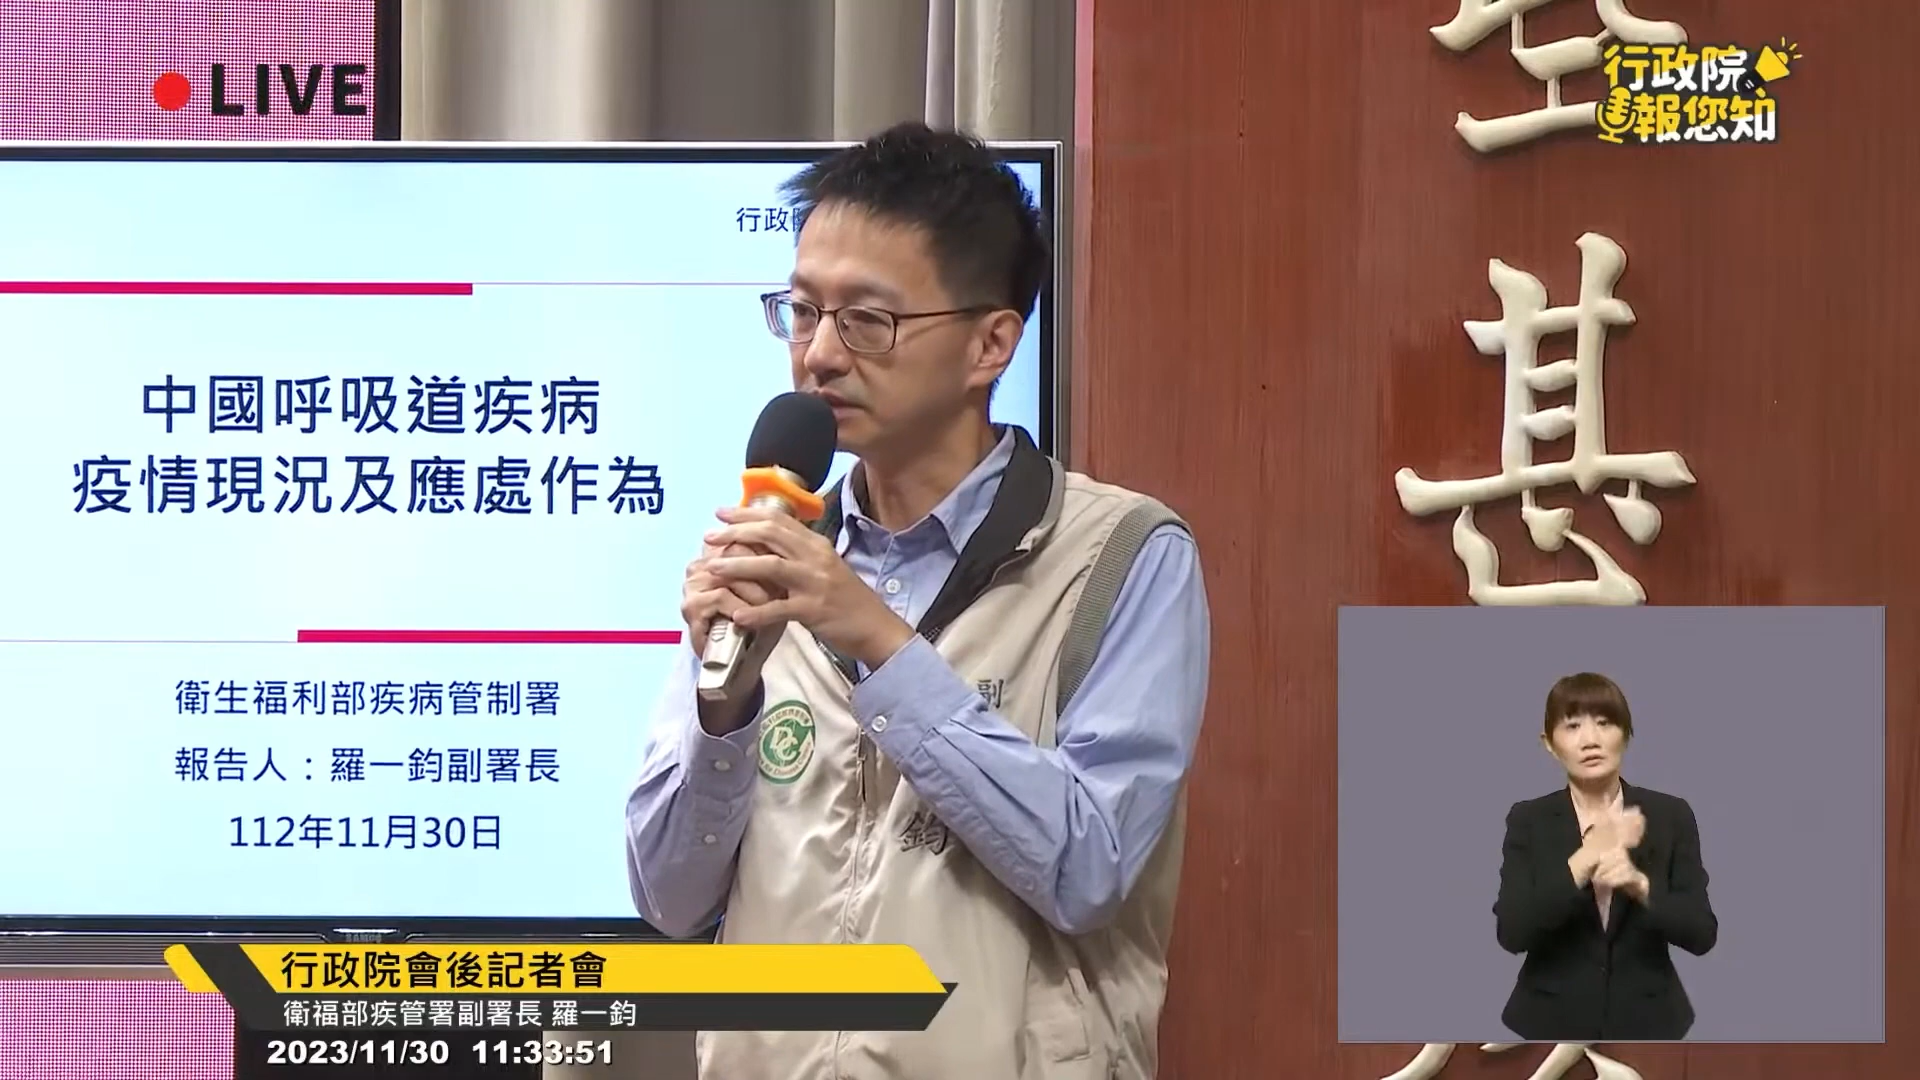 LIVE
行政院
報您知
行政院
中國呼吸道疾病
疫情現況及應處作為
衛生福利部疾病管制署
報告人：羅一鈞副署長
112年11月30日
副
鈞
基
行政院會後記者會
衛福部疾管署副署長 羅一鈞
2023/11/30 11:33:51